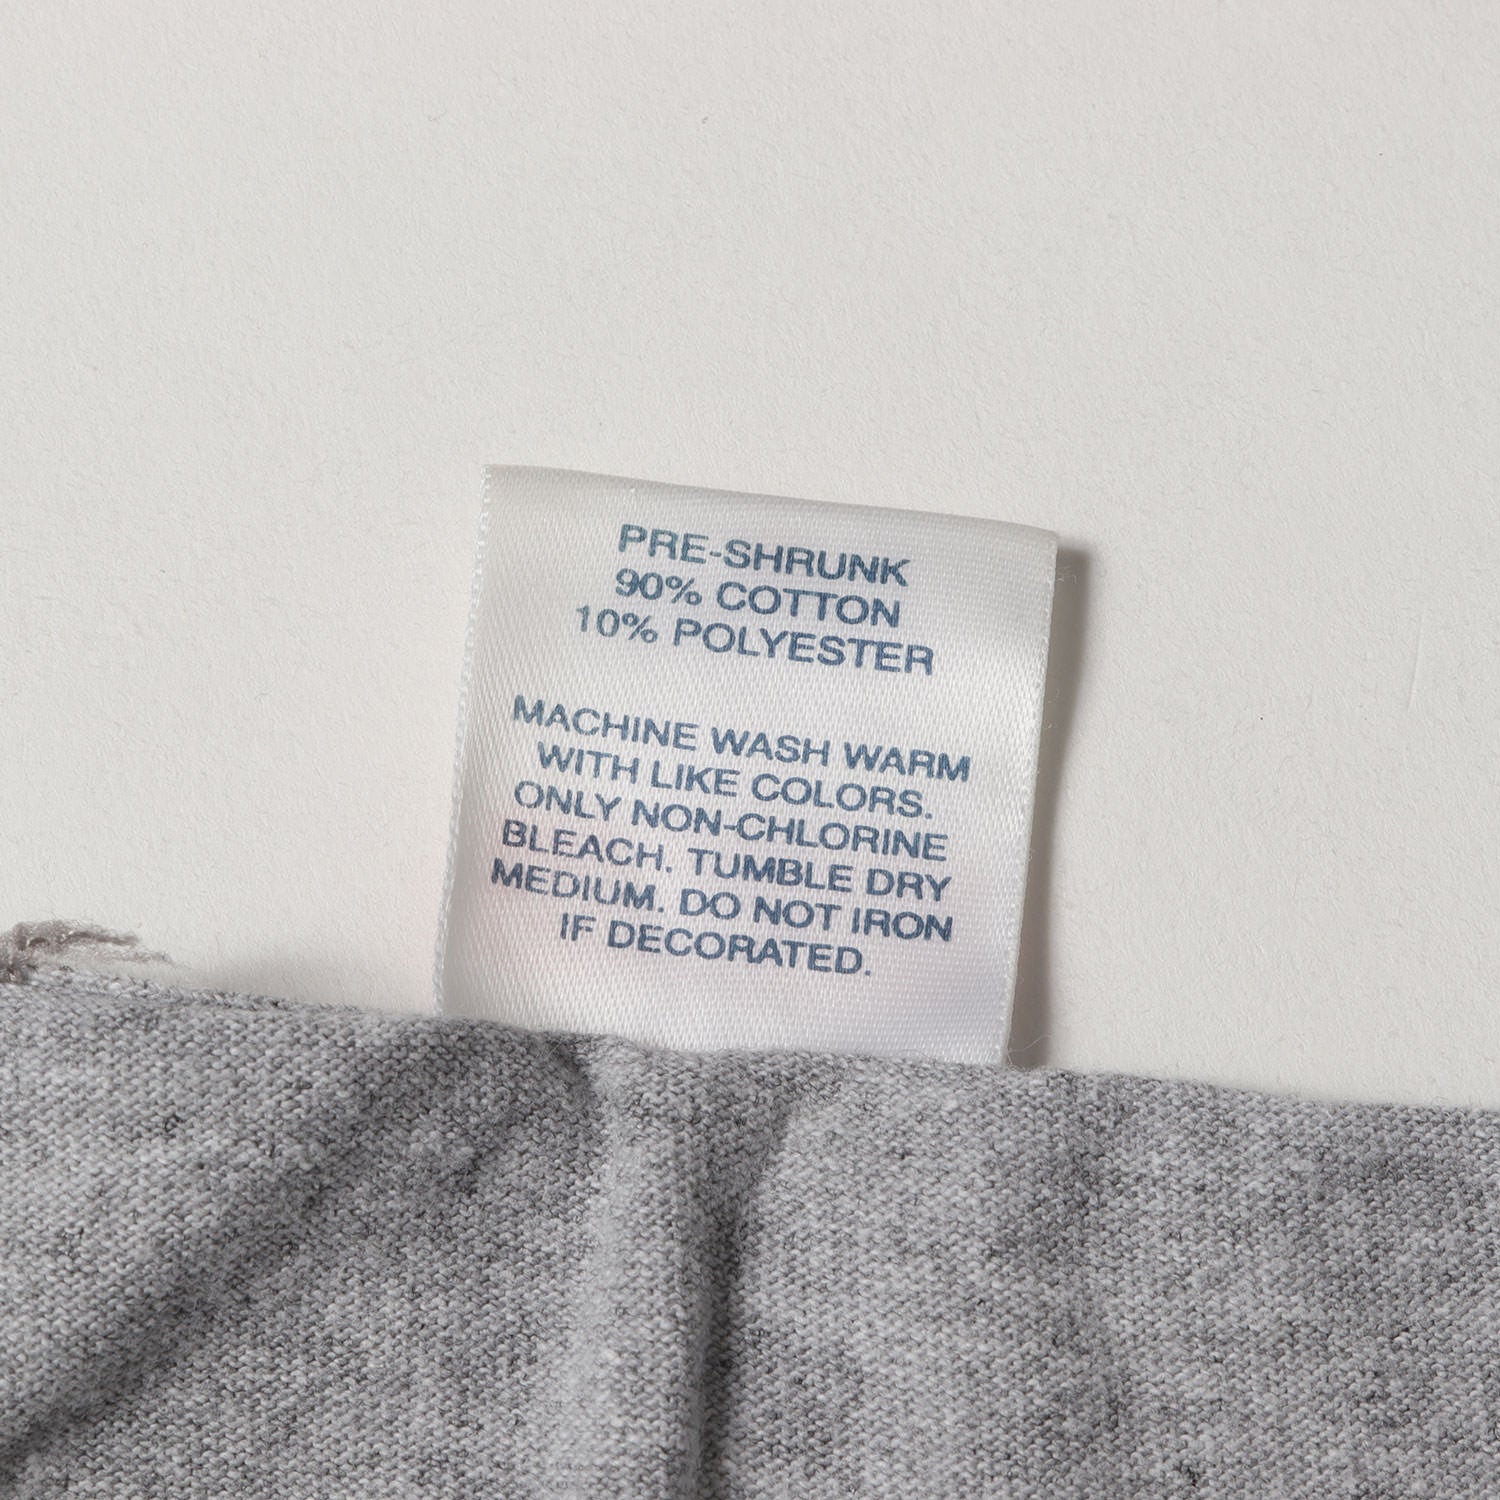 PRE-SHRUNK
90% COTTON
10% POLYESTER
MACHINE WASH WARM
WITH LIKE COLORS.
ONLY NON-CHLORINE
BLEACH. TUMBLE DRY
MEDIUM. DO NOT IRON
IF DECORATED.